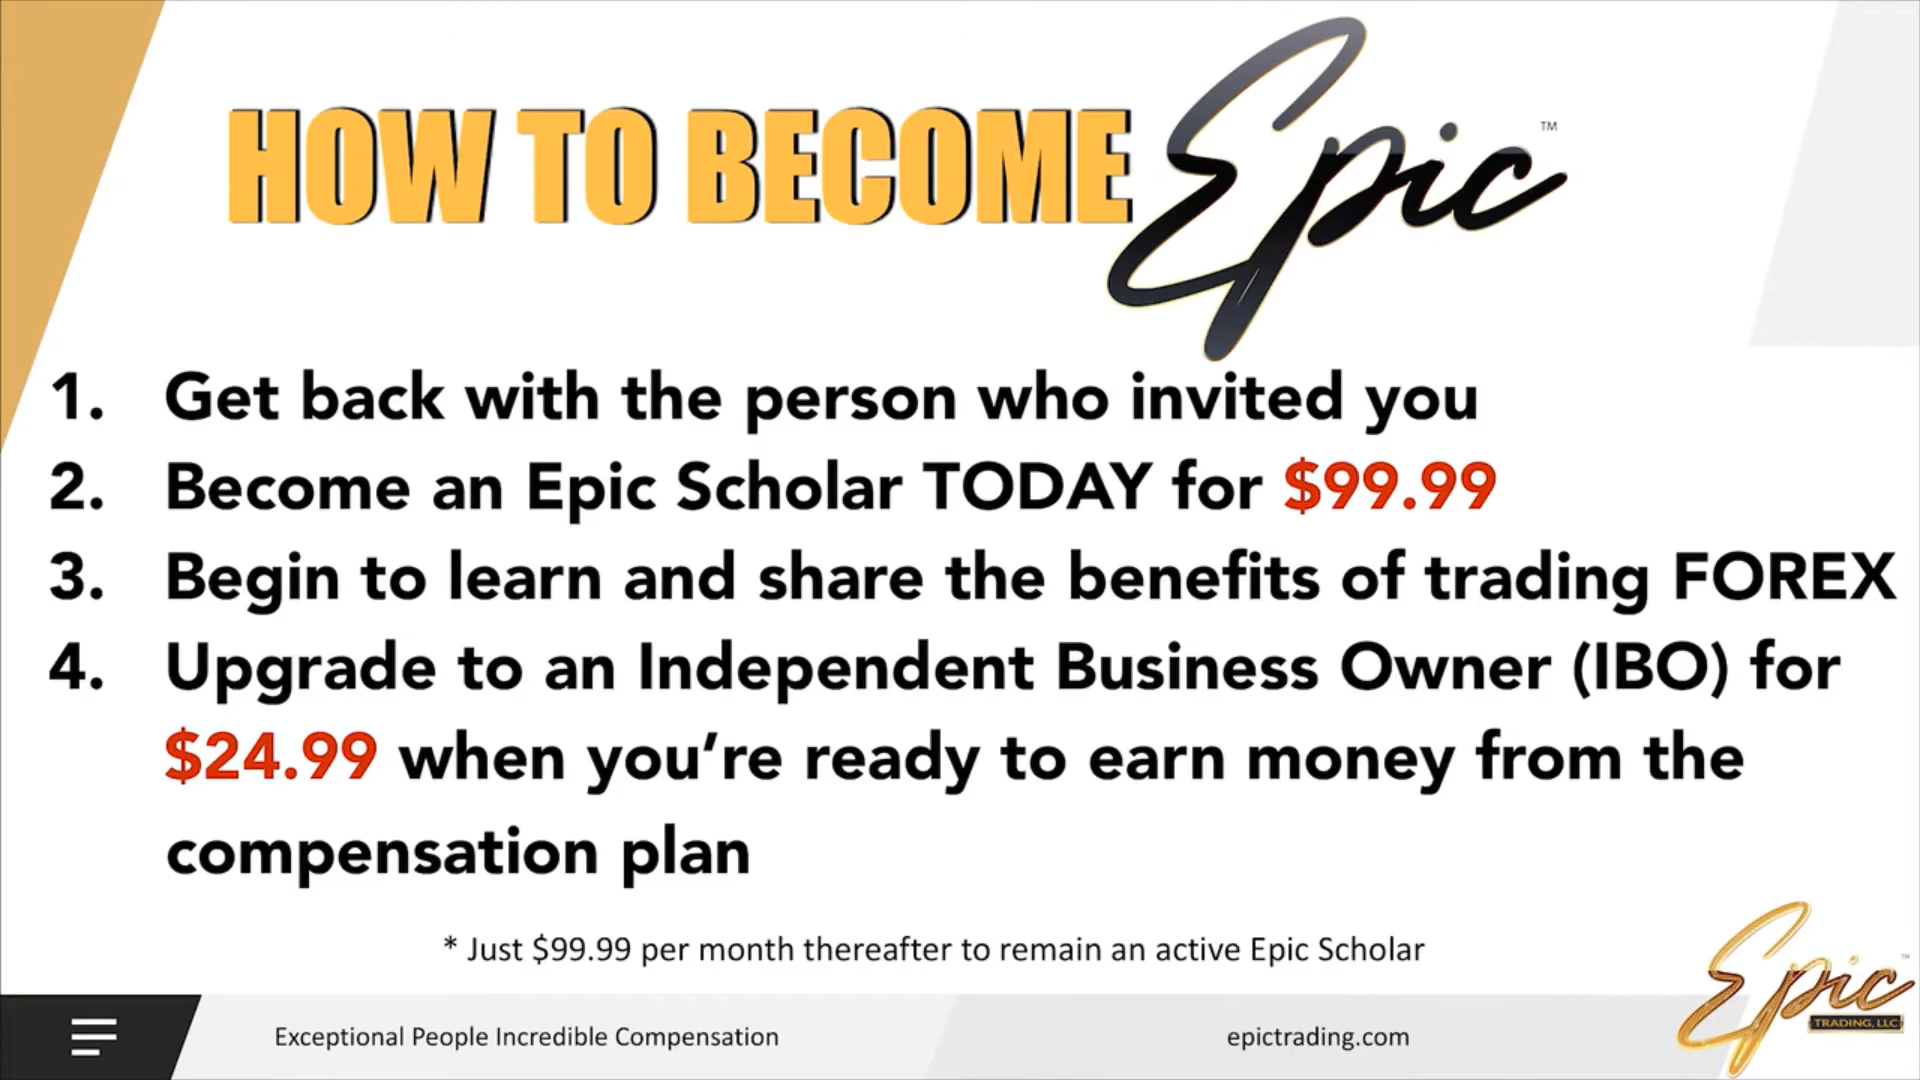 HOW TO BECOME Epic™
1. Get back with the person who invited you
2. Become an Epic Scholar TODAY for $99.99
3. Begin to learn and share the benefits of trading FOREX
4. Upgrade to an Independent Business Owner (IBO) for
$24.99 when you’re ready to earn money from the
compensation plan
* Just $99.99 per month thereafter to remain an active Epic Scholar
Epic™
TRADING, LLC
Exceptional People Incredible Compensation
epictrading.com